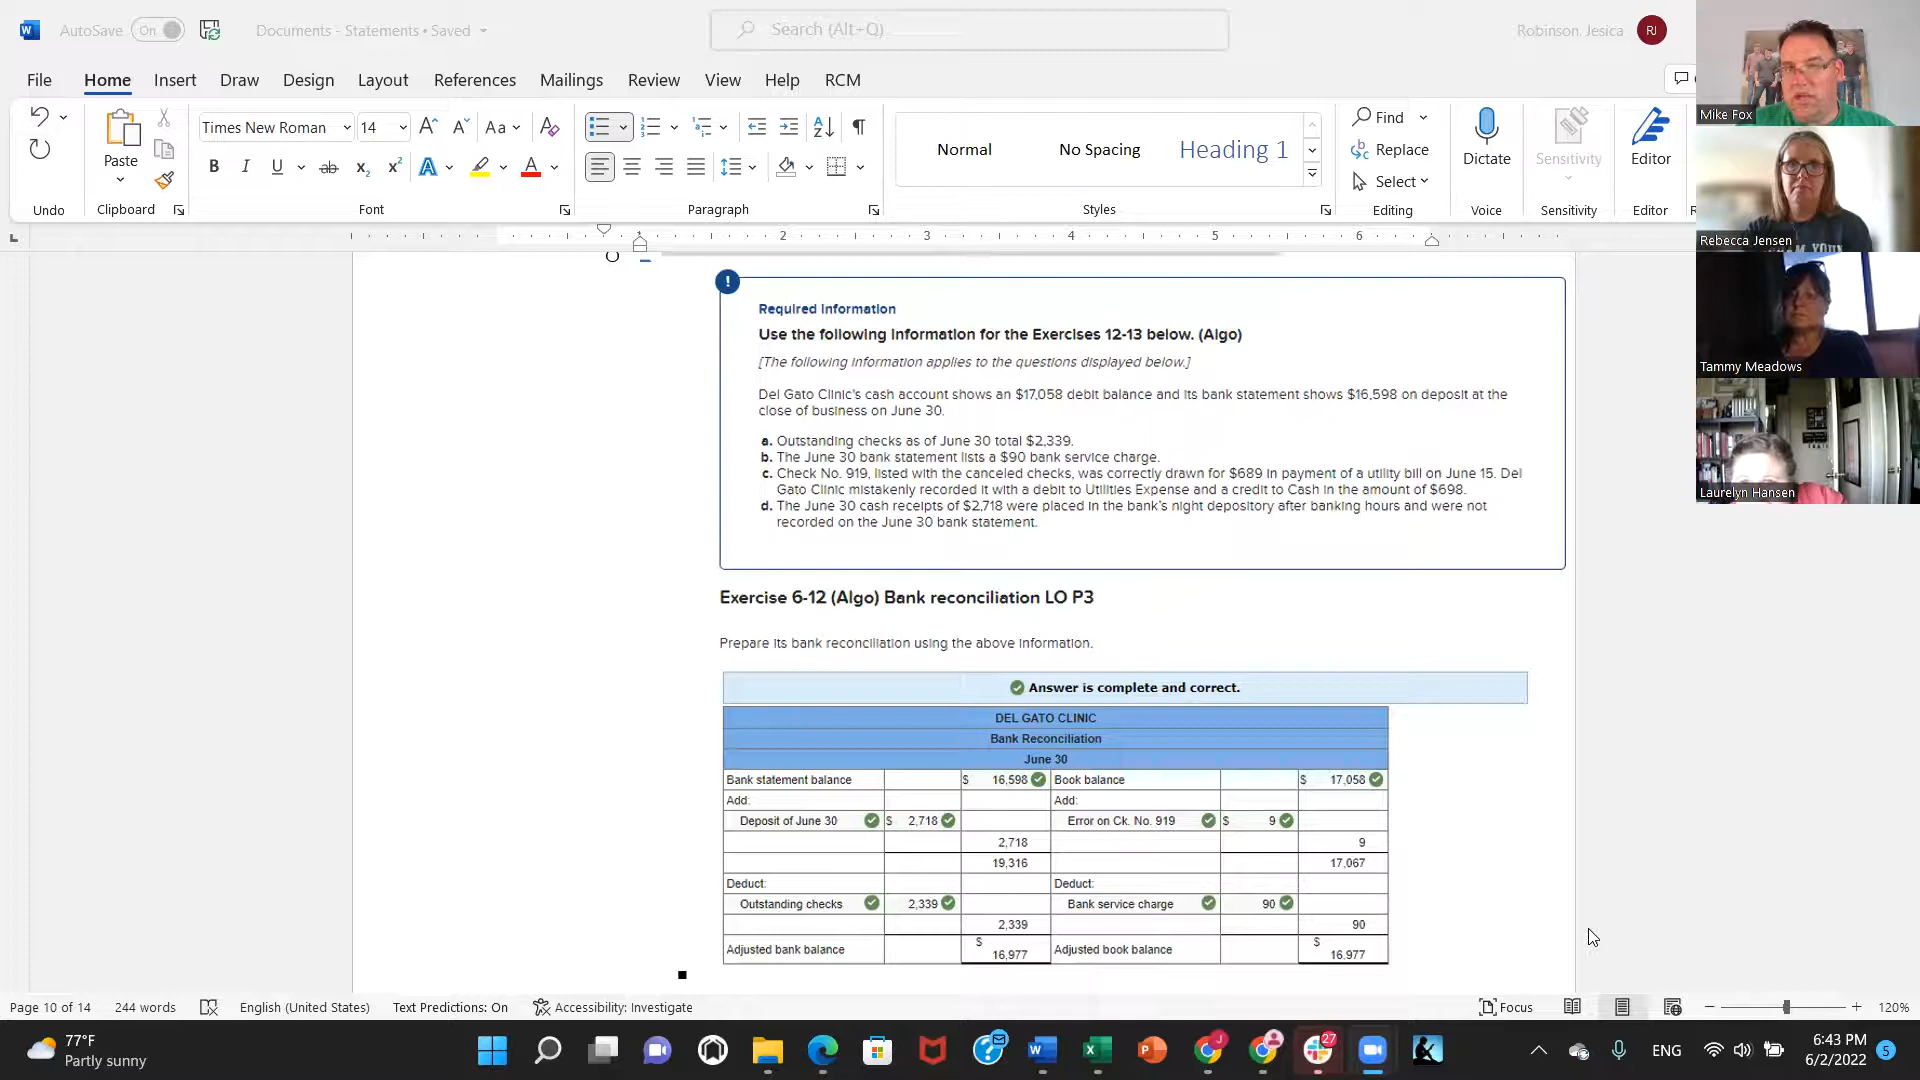 AutoSave On Documents - Statements • Saved Search (Alt+Q) Robinson, Jesica RJ
File Home Insert Draw Design Layout References Mailings Review View Help RCM
Times New Roman 14 Aa
Normal No Spacing Heading 1
Paste
Find
Replace
Select
Dictate Sensitivity Editor
Undo Clipboard Font Paragraph Styles Editing Voice Sensitivity Editor
1 2 3 4 5 6
Mike Fox
Rebecca Jensen
Tammy Meadows
Laurelyn Hansen
Required Information
Use the following information for the Exercises 12-13 below. (Algo)
[The following information applies to the questions displayed below.]
Del Gato Clinic's cash account shows an $17,058 debit balance and its bank statement shows $16,598 on deposit at the
close of business on June 30.
a. Outstanding checks as of June 30 total $2,339.
b. The June 30 bank statement lists a $90 bank service charge.
c. Check No. 919, listed with the canceled checks, was correctly drawn for $689 in payment of a utility bill on June 15. Del
Gato Clinic mistakenly recorded it with a debit to Utilities Expense and a credit to Cash in the amount of $698.
d. The June 30 cash receipts of $2,718 were placed in the bank's night depository after banking hours and were not
recorded on the June 30 bank statement.
Exercise 6-12 (Algo) Bank reconciliation LO P3
Prepare its bank reconciliation using the above information.
Answer is complete and correct.
DEL GATO CLINIC
Bank Reconciliation
June 30
Bank statement balance $ 16,598 Book balance $ 17,058
Add: Add:
Deposit of June 30 $ 2,718 Error on Ck. No. 919 $ 9
2,718 9
19,316 17,067
Deduct: Deduct:
Outstanding checks 2,339 Bank service charge 90
2,339 90
Adjusted bank balance $ 16,977 Adjusted book balance $ 16,977
Page 10 of 14 244 words English (United States) Text Predictions: On Accessibility: Investigate Focus 120%
77°F
Partly sunny
27
ENG
6:43 PM
6/2/2022
5